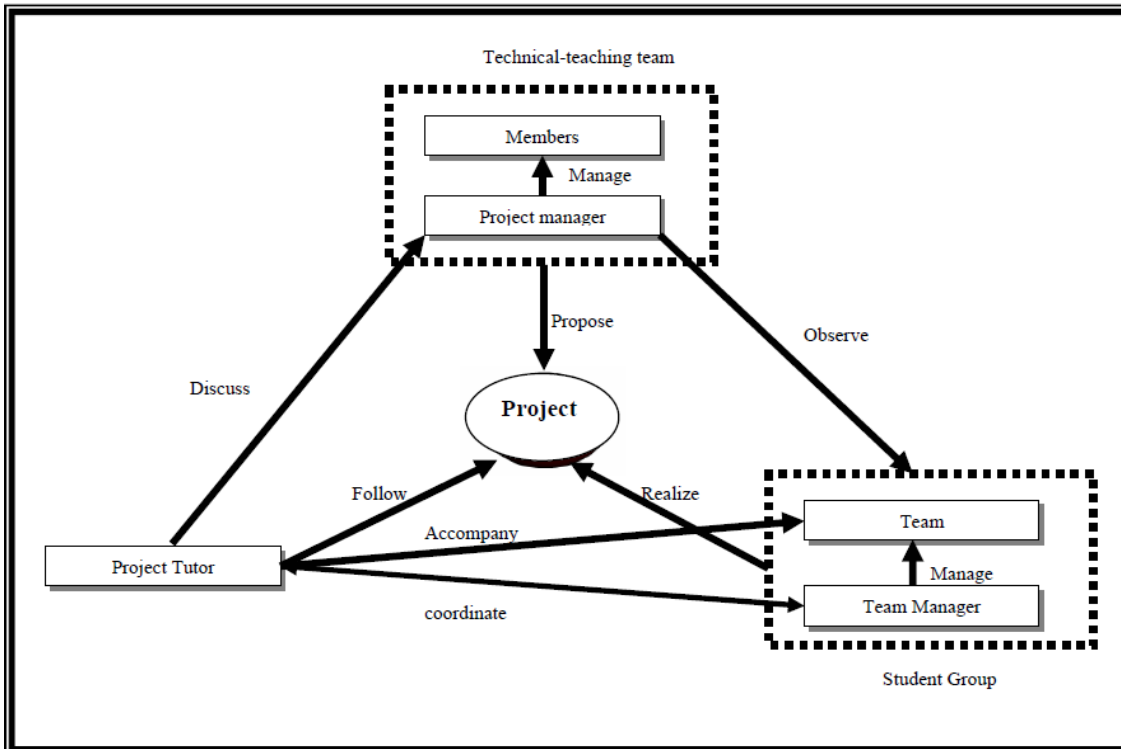 Technical-teaching team
Members
Manage
Project manager
Propose
Observe
Discuss
Project
Follow
Realize
Accompany
Team
Project Tutor
Manage
coordinate
Team Manager
Student Group